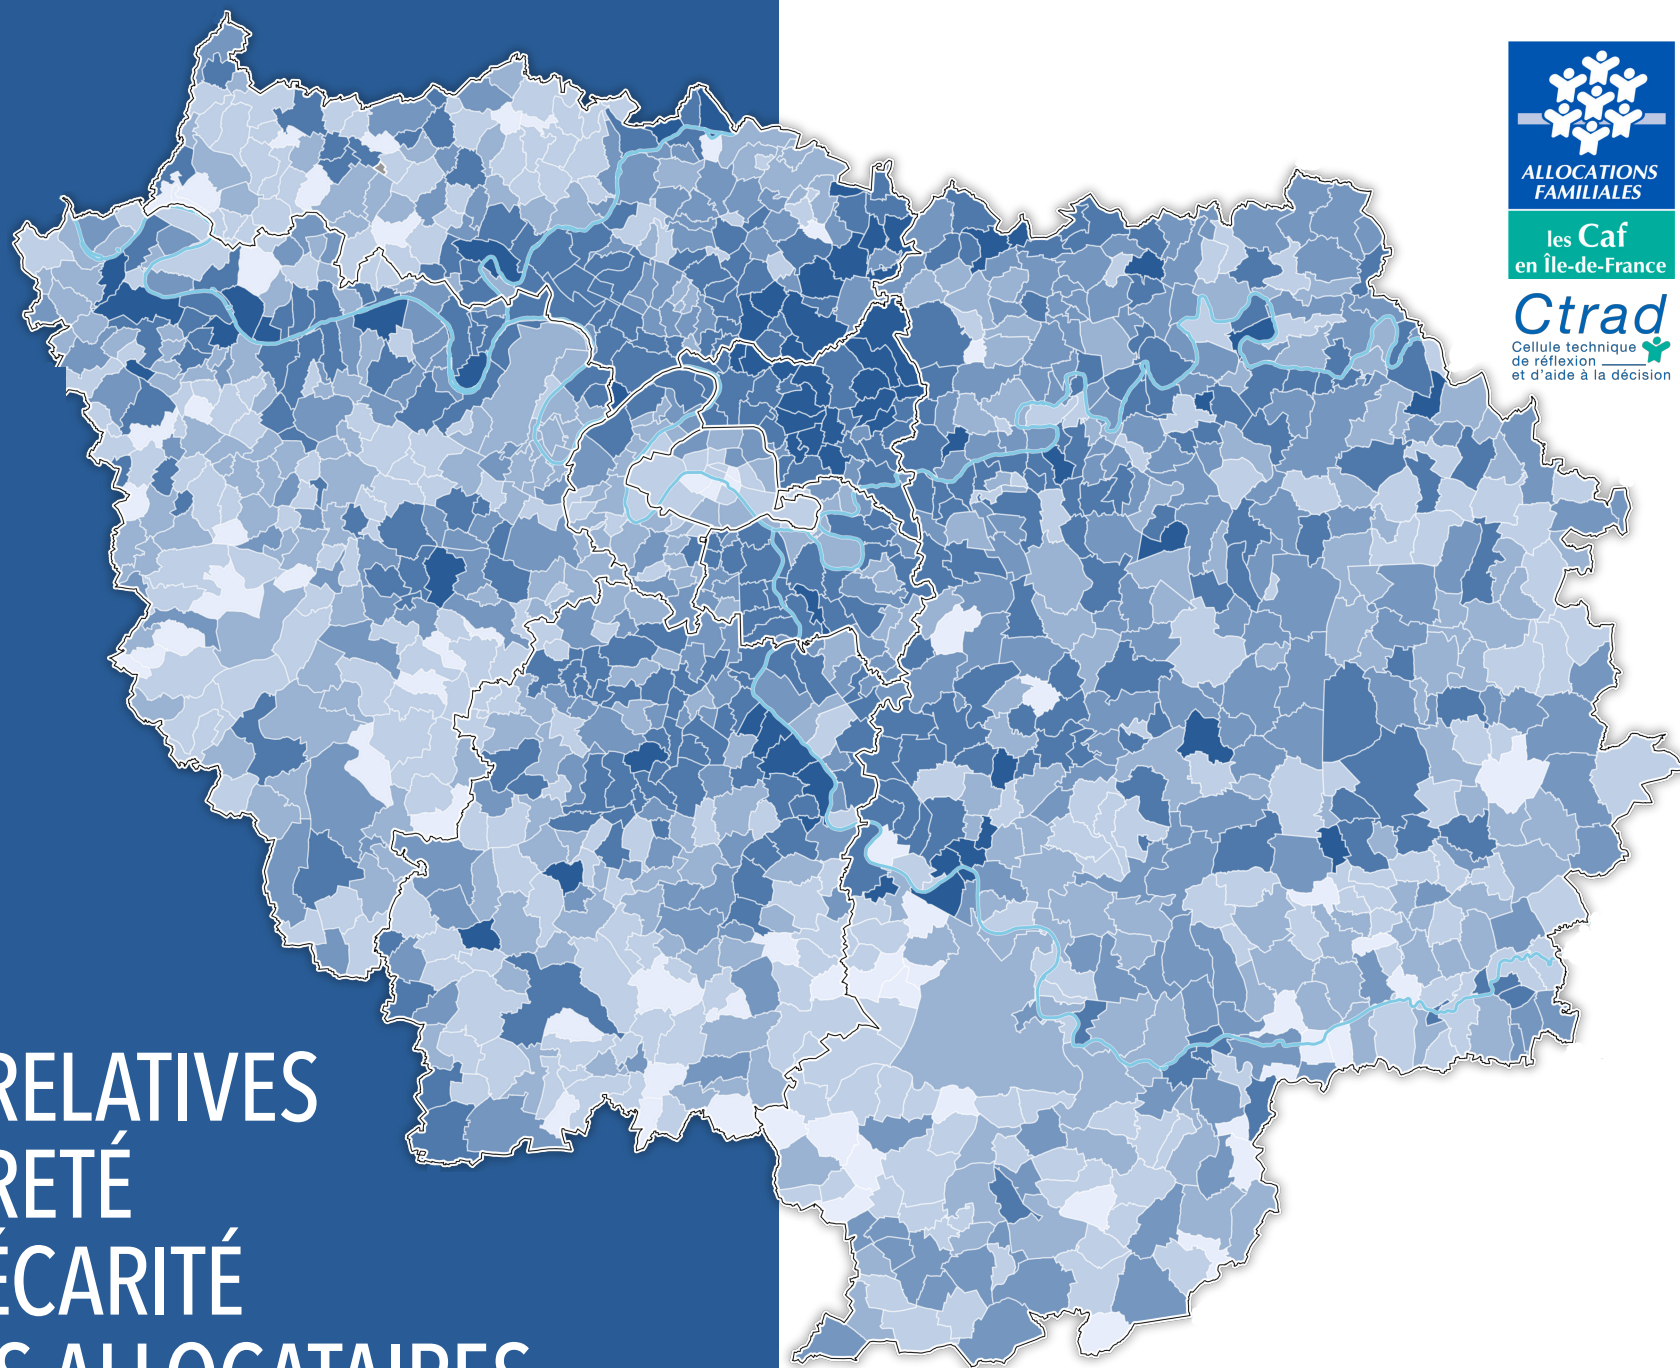 ALLOCATIONS
FAMILIALES
les Caf
en Île-de-France
Ctrad
Cellule technique
de réflexion
et d'aide à la décision
RELATIVES
RETÉ
ÉCARITÉ
S ALLOCATAIRES